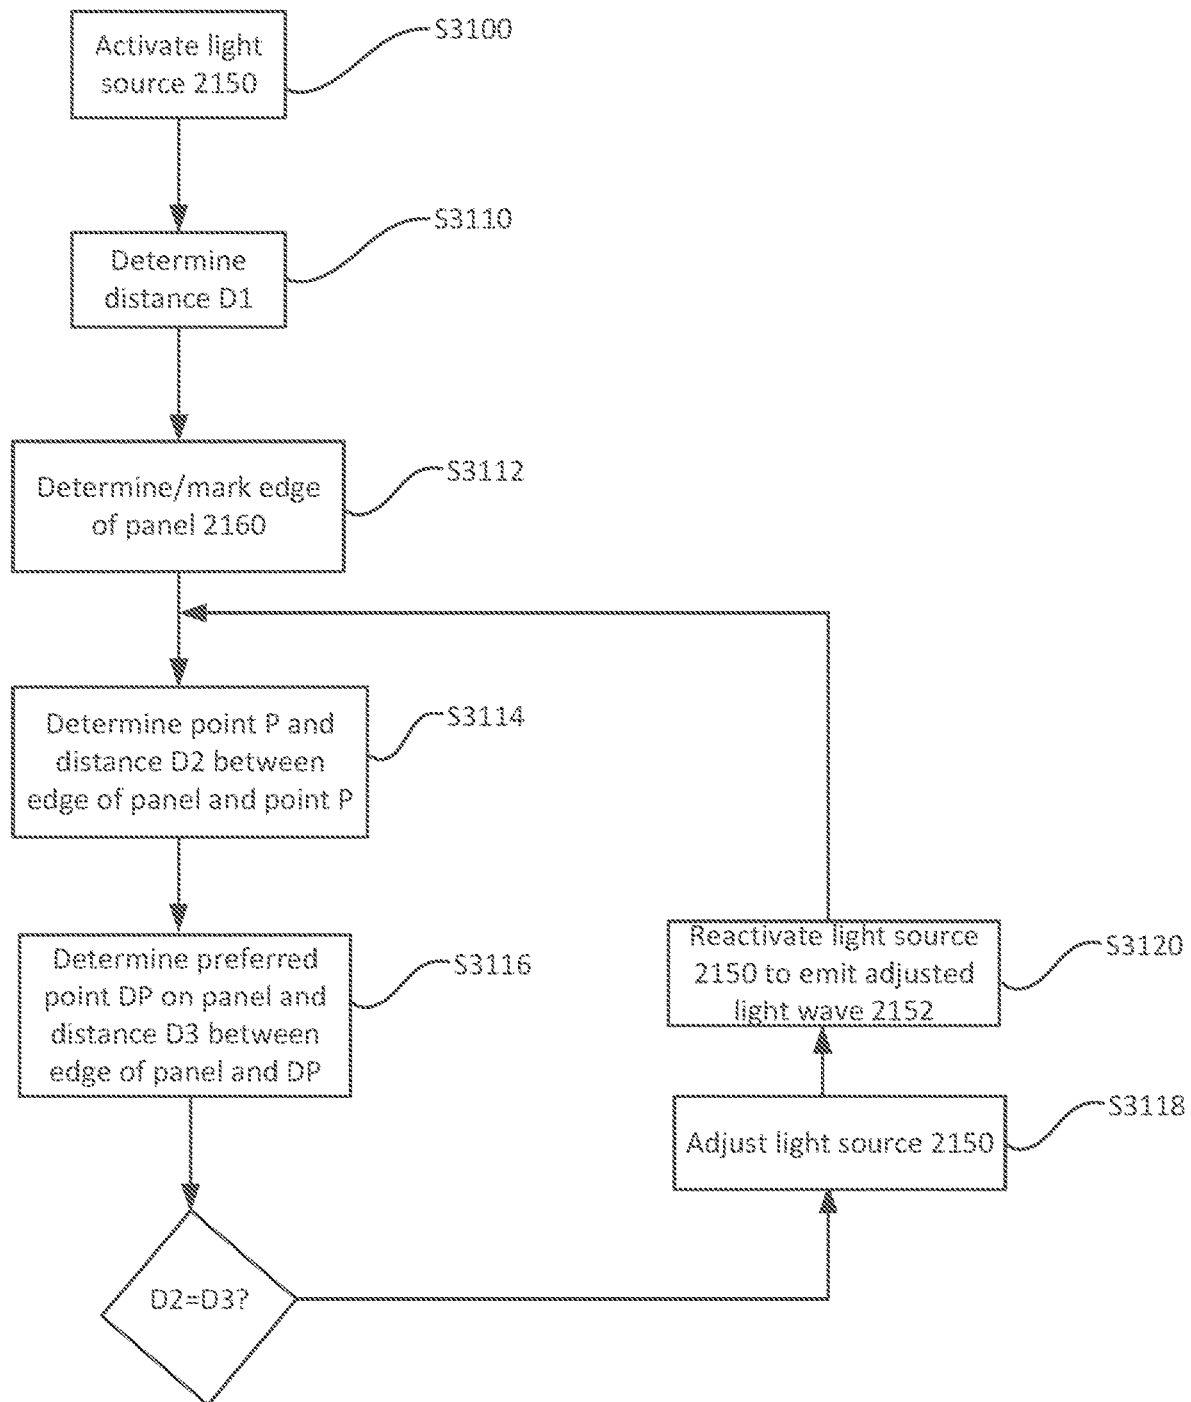 Activate light
source 2150
S3100
Determine
distance D1
S3110
Determine/mark edge
of panel 2160
S3112
Determine point P and
distance D2 between
edge of panel and point P
S3114
Determine preferred
point DP on panel and
distance D3 between
edge of panel and DP
S3116
D2=D3?
Adjust light source 2150
S3118
Reactivate light source
2150 to emit adjusted
light wave 2152
S3120